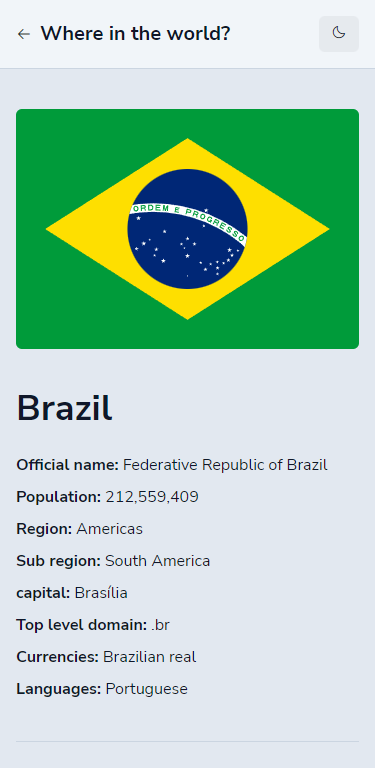 Where in the world?
ORDEM E PROGRESSO
Brazil
Official name: Federative Republic of Brazil
Population: 212,559,409
Region: Americas
Sub region: South America
capital: Brasília
Top level domain: .br
Currencies: Brazilian real
Languages: Portuguese